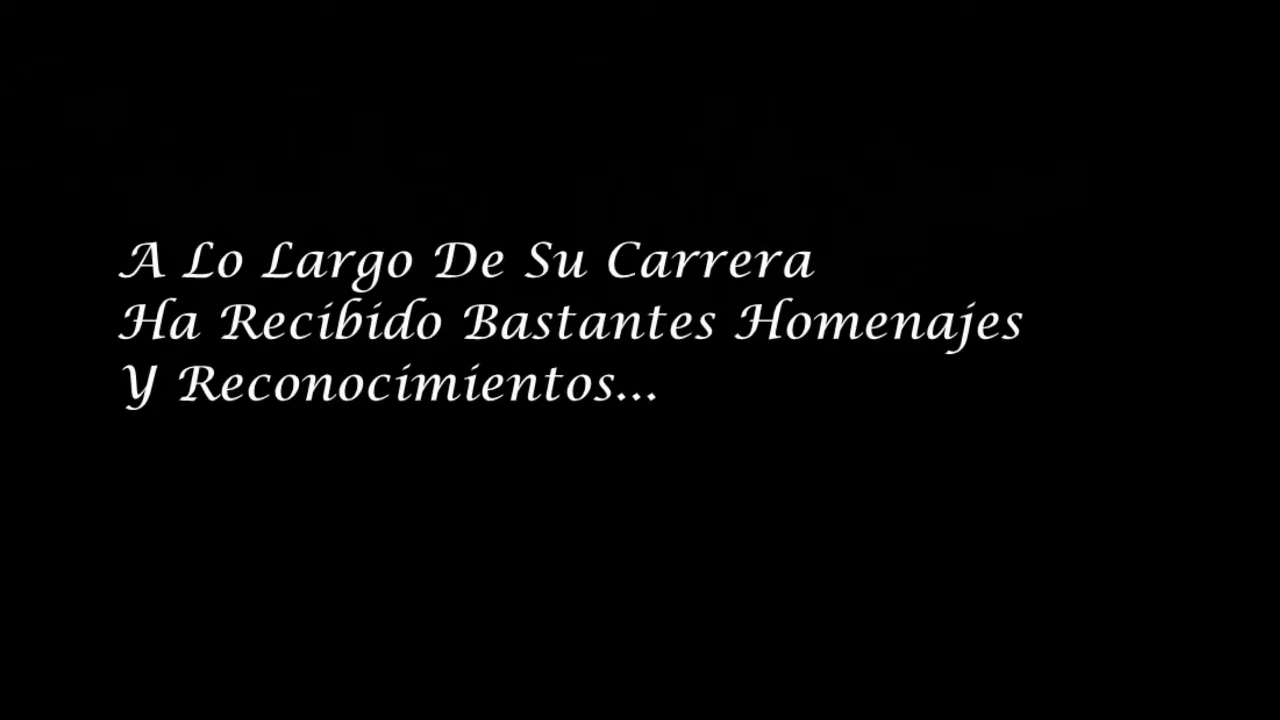 A Lo Largo De Su Carrera
Ha Recibido Bastantes Homenajes
Y Reconocimientos...